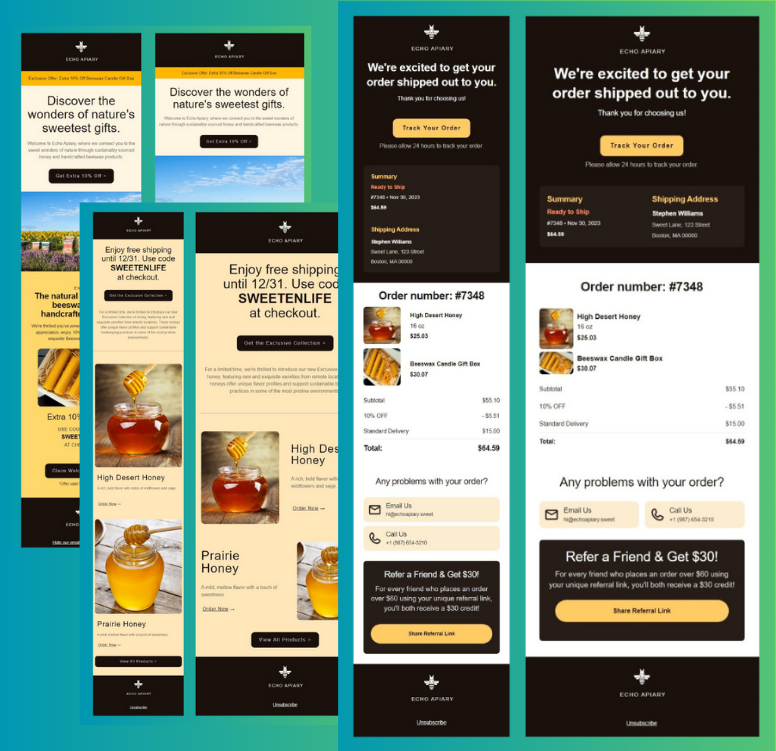 ECHO APIARY
Exclusive Offer: Extra 10% Off Beeswax Candle Gift Box
Discover the
wonders of nature's
sweetest gifts.
Welcome to Echo Apiary, where we connect you to the
sweet wonders of nature through sustainably sourced
honey and handcrafted beeswax products.
Get Extra 10% Off >
The natural
beeswa
handcrafte
Extra 10%
USE COD
SWEET
AT CHE
Claim
ECHO APIARY
Exclusive Offer: Extra 10% Off Beeswax Candle Gift Box
Discover the wonders of
nature's sweetest gifts.
Welcome to Echo Apiary, where we connect you to the sweet wonders of
nature through sustainably sourced honey and handcrafted beeswax products.
Get Extra 10% Off >
ECHO APIARY
Enjoy free shipping
until 12/31. Use code
SWEETENLIFE
at checkout.
Get the Exclusive Collection >
High Desert Honey
A rich, bold flavor with notes of wildflowers and sage.
Order Now →
Prairie Honey
A mild, mellow flavor with a touch of sweetness.
Order Now →
View All Products >
ECHO APIARY
Unsubscribe
ECHO APIARY
Enjoy free shipping
until 12/31. Use cod
SWEETENLIFE
at checkout.
Get the Exclusive Collection >
For a limited time, we're thrilled to introduce our new Exclusive
honey, featuring rare and exquisite varieties from remote loca
honeys offer unique flavor profiles and support sustainable
practices in some of the most pristine environments
High Des
Honey
A rich, bold flavor with
wildflowers and sage.
Order Now →
Prairie
Honey
A mild, mellow flavor with a touch of
sweetness.
Order Now →
View All Products >
ECHO APIARY
Unsubscribe
ECHO APIARY
We're excited to get your
order shipped out to you.
Thank you for choosing us!
Track Your Order
Please allow 24 hours to track your order
Summary
Ready to Ship
#7348 • Nov 30, 2023
$64.59
Shipping Address
Stephen Williams
Sweet Lane, 123 Street
Boston, MA 00000
Order number: #7348
High Desert Honey
16 oz
$25.03
Beeswax Candle Gift Box
$30.07
Subtotal $55.10
10% OFF - $5.51
Standard Delivery $15.00
Total: $64.59
Any problems with your order?
Email Us
hi@echoapiary.sweet
Call Us
+1 (987) 654-3210
Refer a Friend & Get $30!
For every friend who places an order
over $60 using your unique referral link,
you'll both receive a $30 credit!
Share Referral Link
ECHO APIARY
Unsubscribe
ECHO APIARY
We're excited to get your
order shipped out to you.
Thank you for choosing us!
Track Your Order
Please allow 24 hours to track your order.
Summary
Ready to Ship
#7348 • Nov 30, 2023
$64.59
Shipping Address
Stephen Williams
Sweet Lane, 123 Street
Boston, MA 00000
Order number: #7348
High Desert Honey
16 oz
$25.03
Beeswax Candle Gift Box
$30.07
Subtotal $55.10
10% OFF - $5.51
Standard Delivery $15.00
Total: $64.59
Any problems with your order?
Email Us
hi@echoapiary.sweet
Call Us
+1 (987) 654-3210
Refer a Friend & Get $30!
For every friend who places an order over $60 using
your unique referral link, you'll both receive a $30 credit!
Share Referral Link
ECHO APIARY
Unsubscribe